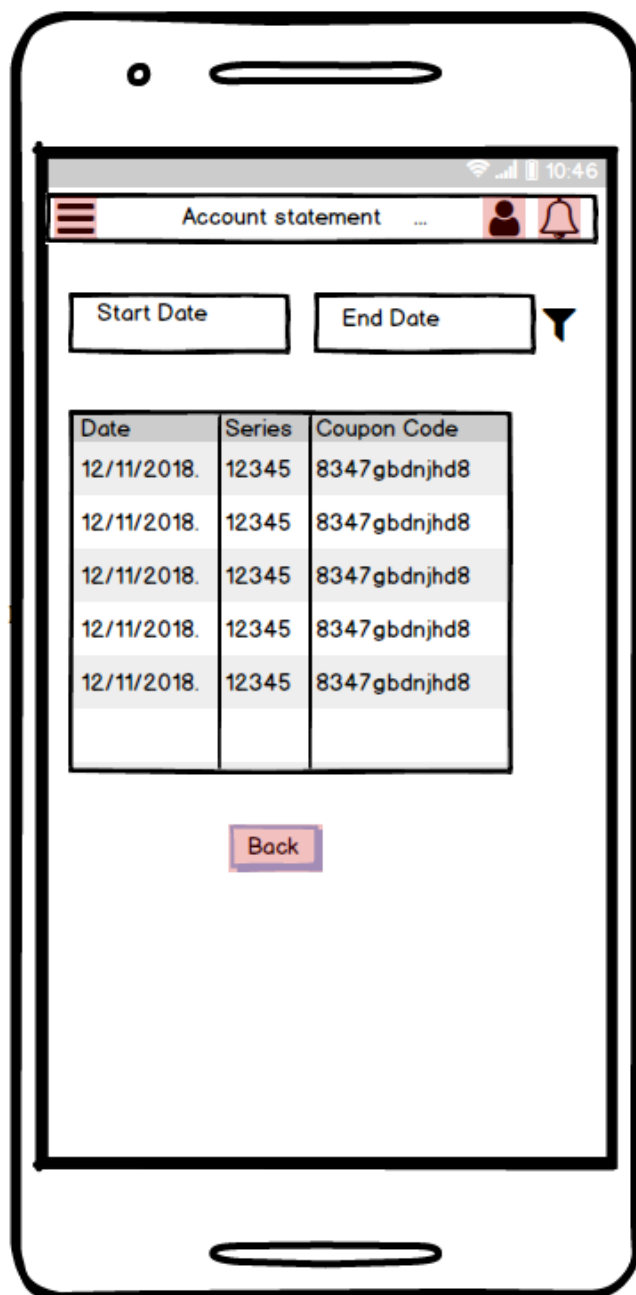 10:46
Account statement ...
Start Date End Date
Date Series Coupon Code
12/11/2018. 12345 8347gbdnjhd8
12/11/2018. 12345 8347gbdnjhd8
12/11/2018. 12345 8347gbdnjhd8
12/11/2018. 12345 8347gbdnjhd8
12/11/2018. 12345 8347gbdnjhd8
Back